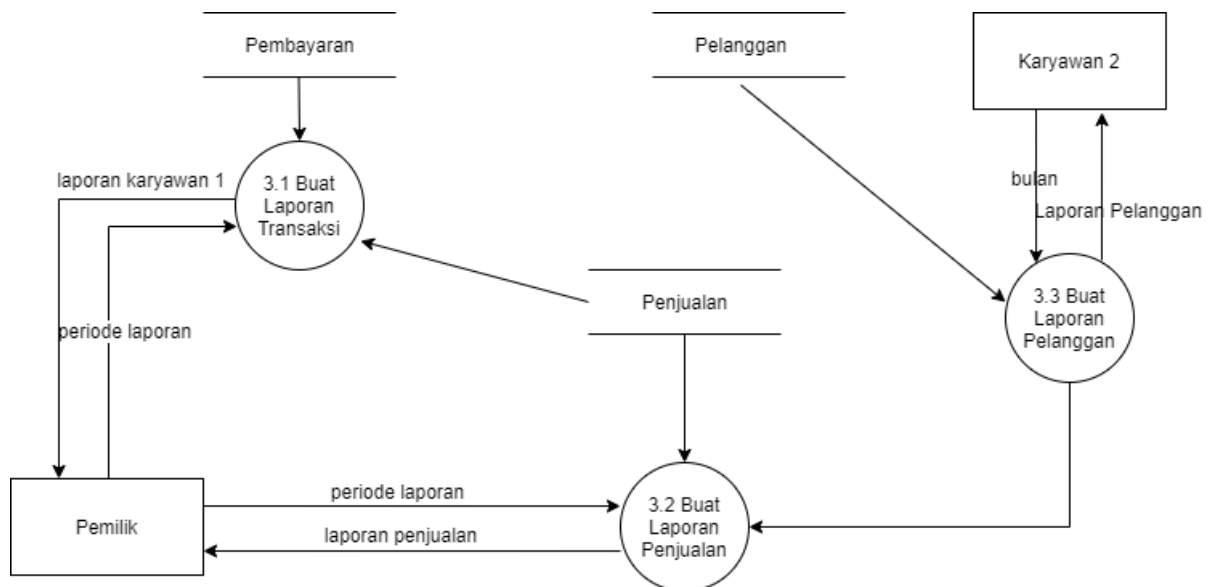 Pembayaran
Pelanggan
Karyawan 2
laporan karyawan 1
3.1 Buat
Laporan
Transaksi
bulan
Laporan Pelanggan
Penjualan
3.3 Buat
Laporan
Pelanggan
periode laporan
Pemilik
periode laporan
laporan penjualan
3.2 Buat
Laporan
Penjualan